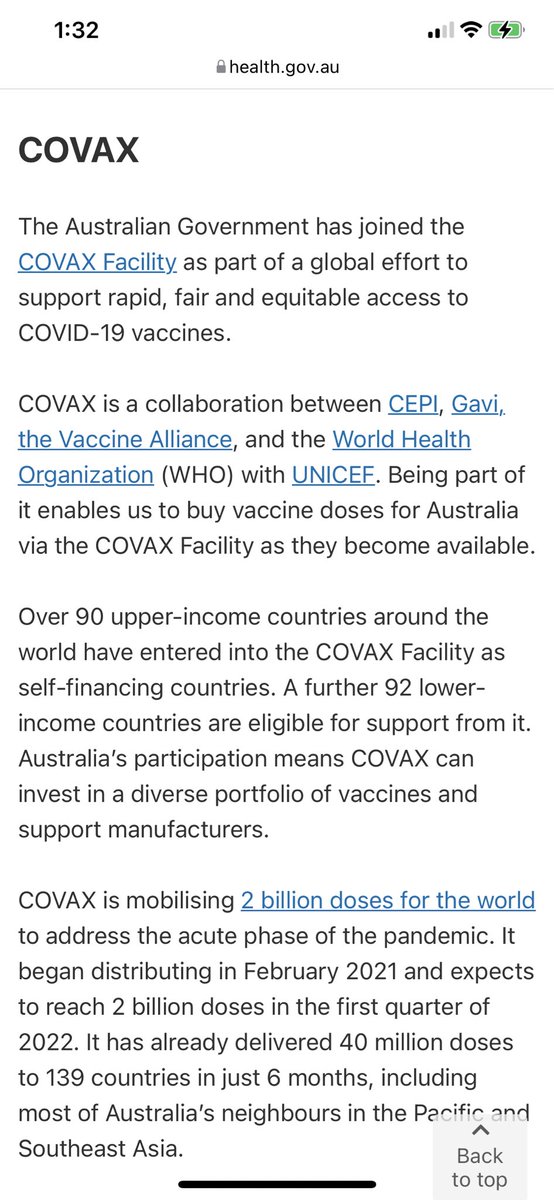 1:32
health.gov.au
COVAX
The Australian Government has joined the
COVAX Facility as part of a global effort to
support rapid, fair and equitable access to
COVID-19 vaccines.
COVAX is a collaboration between CEPI, Gavi,
the Vaccine Alliance, and the World Health
Organization (WHO) with UNICEF. Being part of
it enables us to buy vaccine doses for Australia
via the COVAX Facility as they become available.
Over 90 upper-income countries around the
world have entered into the COVAX Facility as
self-financing countries. A further 92 lower-
income countries are eligible for support from it.
Australia’s participation means COVAX can
invest in a diverse portfolio of vaccines and
support manufacturers.
COVAX is mobilising 2 billion doses for the world
to address the acute phase of the pandemic. It
began distributing in February 2021 and expects
to reach 2 billion doses in the first quarter of
2022. It has already delivered 40 million doses
to 139 countries in just 6 months, including
most of Australia’s neighbours in the Pacific and
Southeast Asia.
Back
to top